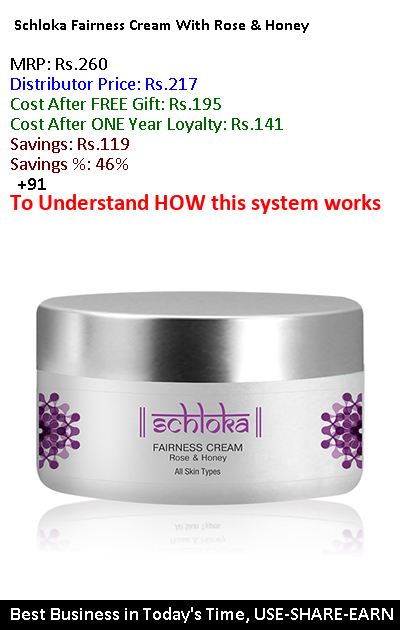 Schloka Fairness Cream With Rose & Honey
MRP: Rs.260
Distributor Price: Rs.217
Cost After FREE Gift: Rs.195
Cost After ONE Year Loyalty: Rs.141
Savings: Rs.119
Savings %: 46%
+91
To Understand HOW this system works
|| schloka ||
FAIRNESS CREAM
Rose & Honey
All Skin Types
Best Business in Today's Time, USE-SHARE-EARN